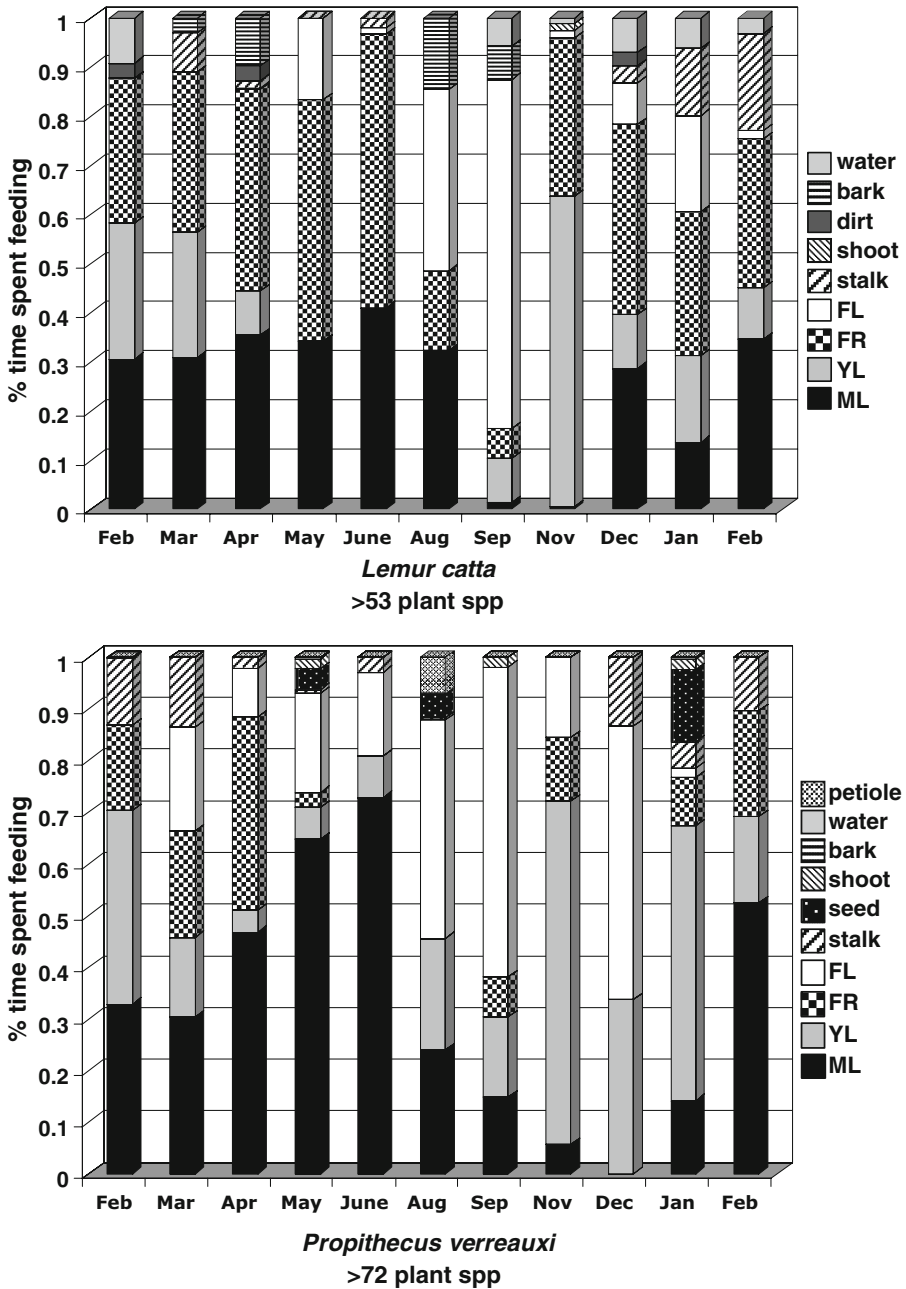 1
0.9
0.8
0.7
0.6
0.5
0.4
0.3
0.2
0.1
0
% time spent feeding
water
bark
dirt
shoot
stalk
FL
FR
YL
ML
Feb Mar Apr May June Aug Sep Nov Dec Jan Feb
Lemur catta
>53 plant spp
1
0.9
0.8
0.7
0.6
0.5
0.4
0.3
0.2
0.1
0
% time spent feeding
petiole
water
bark
shoot
seed
stalk
FL
FR
YL
ML
Feb Mar Apr May June Aug Sep Nov Dec Jan Feb
Propithecus verreauxi
>72 plant spp